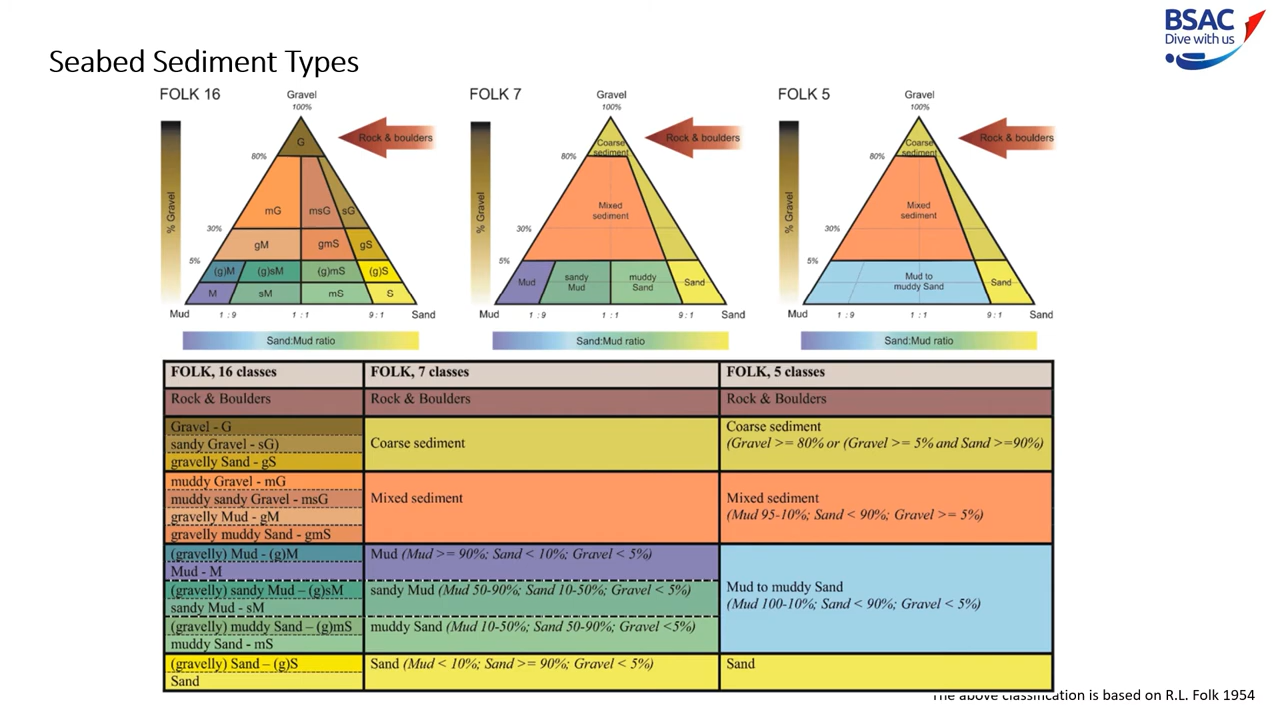 BSAC
Dive with us
Seabed Sediment Types
FOLK 16
Gravel
100%
% Gravel
80%
30%
5%
G
Rock & boulders
mG
msG
sG
gM
gmS
gS
(g)M
(g)sM
(g)mS
(g)S
M
sM
mS
S
Mud
1 : 9
1 : 1
9 : 1
Sand
Sand:Mud ratio
FOLK 7
Gravel
100%
% Gravel
80%
30%
5%
Coarse
sediment
Rock & boulders
Mixed
sediment
Mud
sandy
Mud
muddy
Sand
Sand
Mud
1 : 9
1 : 1
9 : 1
Sand
Sand:Mud ratio
FOLK 5
Gravel
100%
% Gravel
80%
30%
5%
Coarse
sediment
Rock & boulders
Mixed
sediment
Mud to
muddy Sand
Sand
Mud
1 : 9
1 : 1
9 : 1
Sand
Sand:Mud ratio
FOLK, 16 classes
FOLK, 7 classes
FOLK, 5 classes
Rock & Boulders
Rock & Boulders
Rock & Boulders
Gravel - G
sandy Gravel - sG)
gravelly Sand - gS
Coarse sediment
Coarse sediment
(Gravel >= 80% or (Gravel >= 5% and Sand >=90%)
muddy Gravel - mG
muddy sandy Gravel - msG
gravelly Mud - gM
gravelly muddy Sand - gmS
Mixed sediment
Mixed sediment
(Mud 95-10%; Sand < 90%; Gravel >= 5%)
(gravelly) Mud - (g)M
Mud - M
Mud (Mud >= 90%; Sand < 10%; Gravel < 5%)
(gravelly) sandy Mud – (g)sM
sandy Mud - sM
sandy Mud (Mud 50-90%; Sand 10-50%; Gravel < 5%)
(gravelly) muddy Sand – (g)mS
muddy Sand - mS
muddy Sand (Mud 10-50%; Sand 50-90%; Gravel <5%)
Mud to muddy Sand
(Mud 100-10%; Sand < 90%; Gravel < 5%)
(gravelly) Sand – (g)S
Sand
Sand (Mud < 10%; Sand >= 90%; Gravel < 5%)
Sand
The above classification is based on R.L. Folk 1954